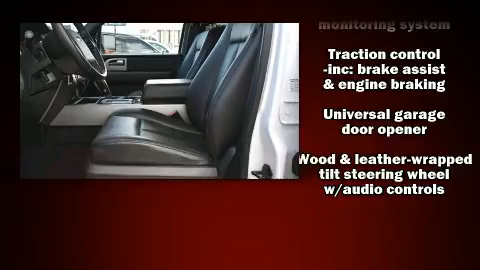 monitoring system
Traction control
-inc: brake assist
& engine braking
Universal garage
door opener
Wood & leather-wrapped
tilt steering wheel
w/audio controls